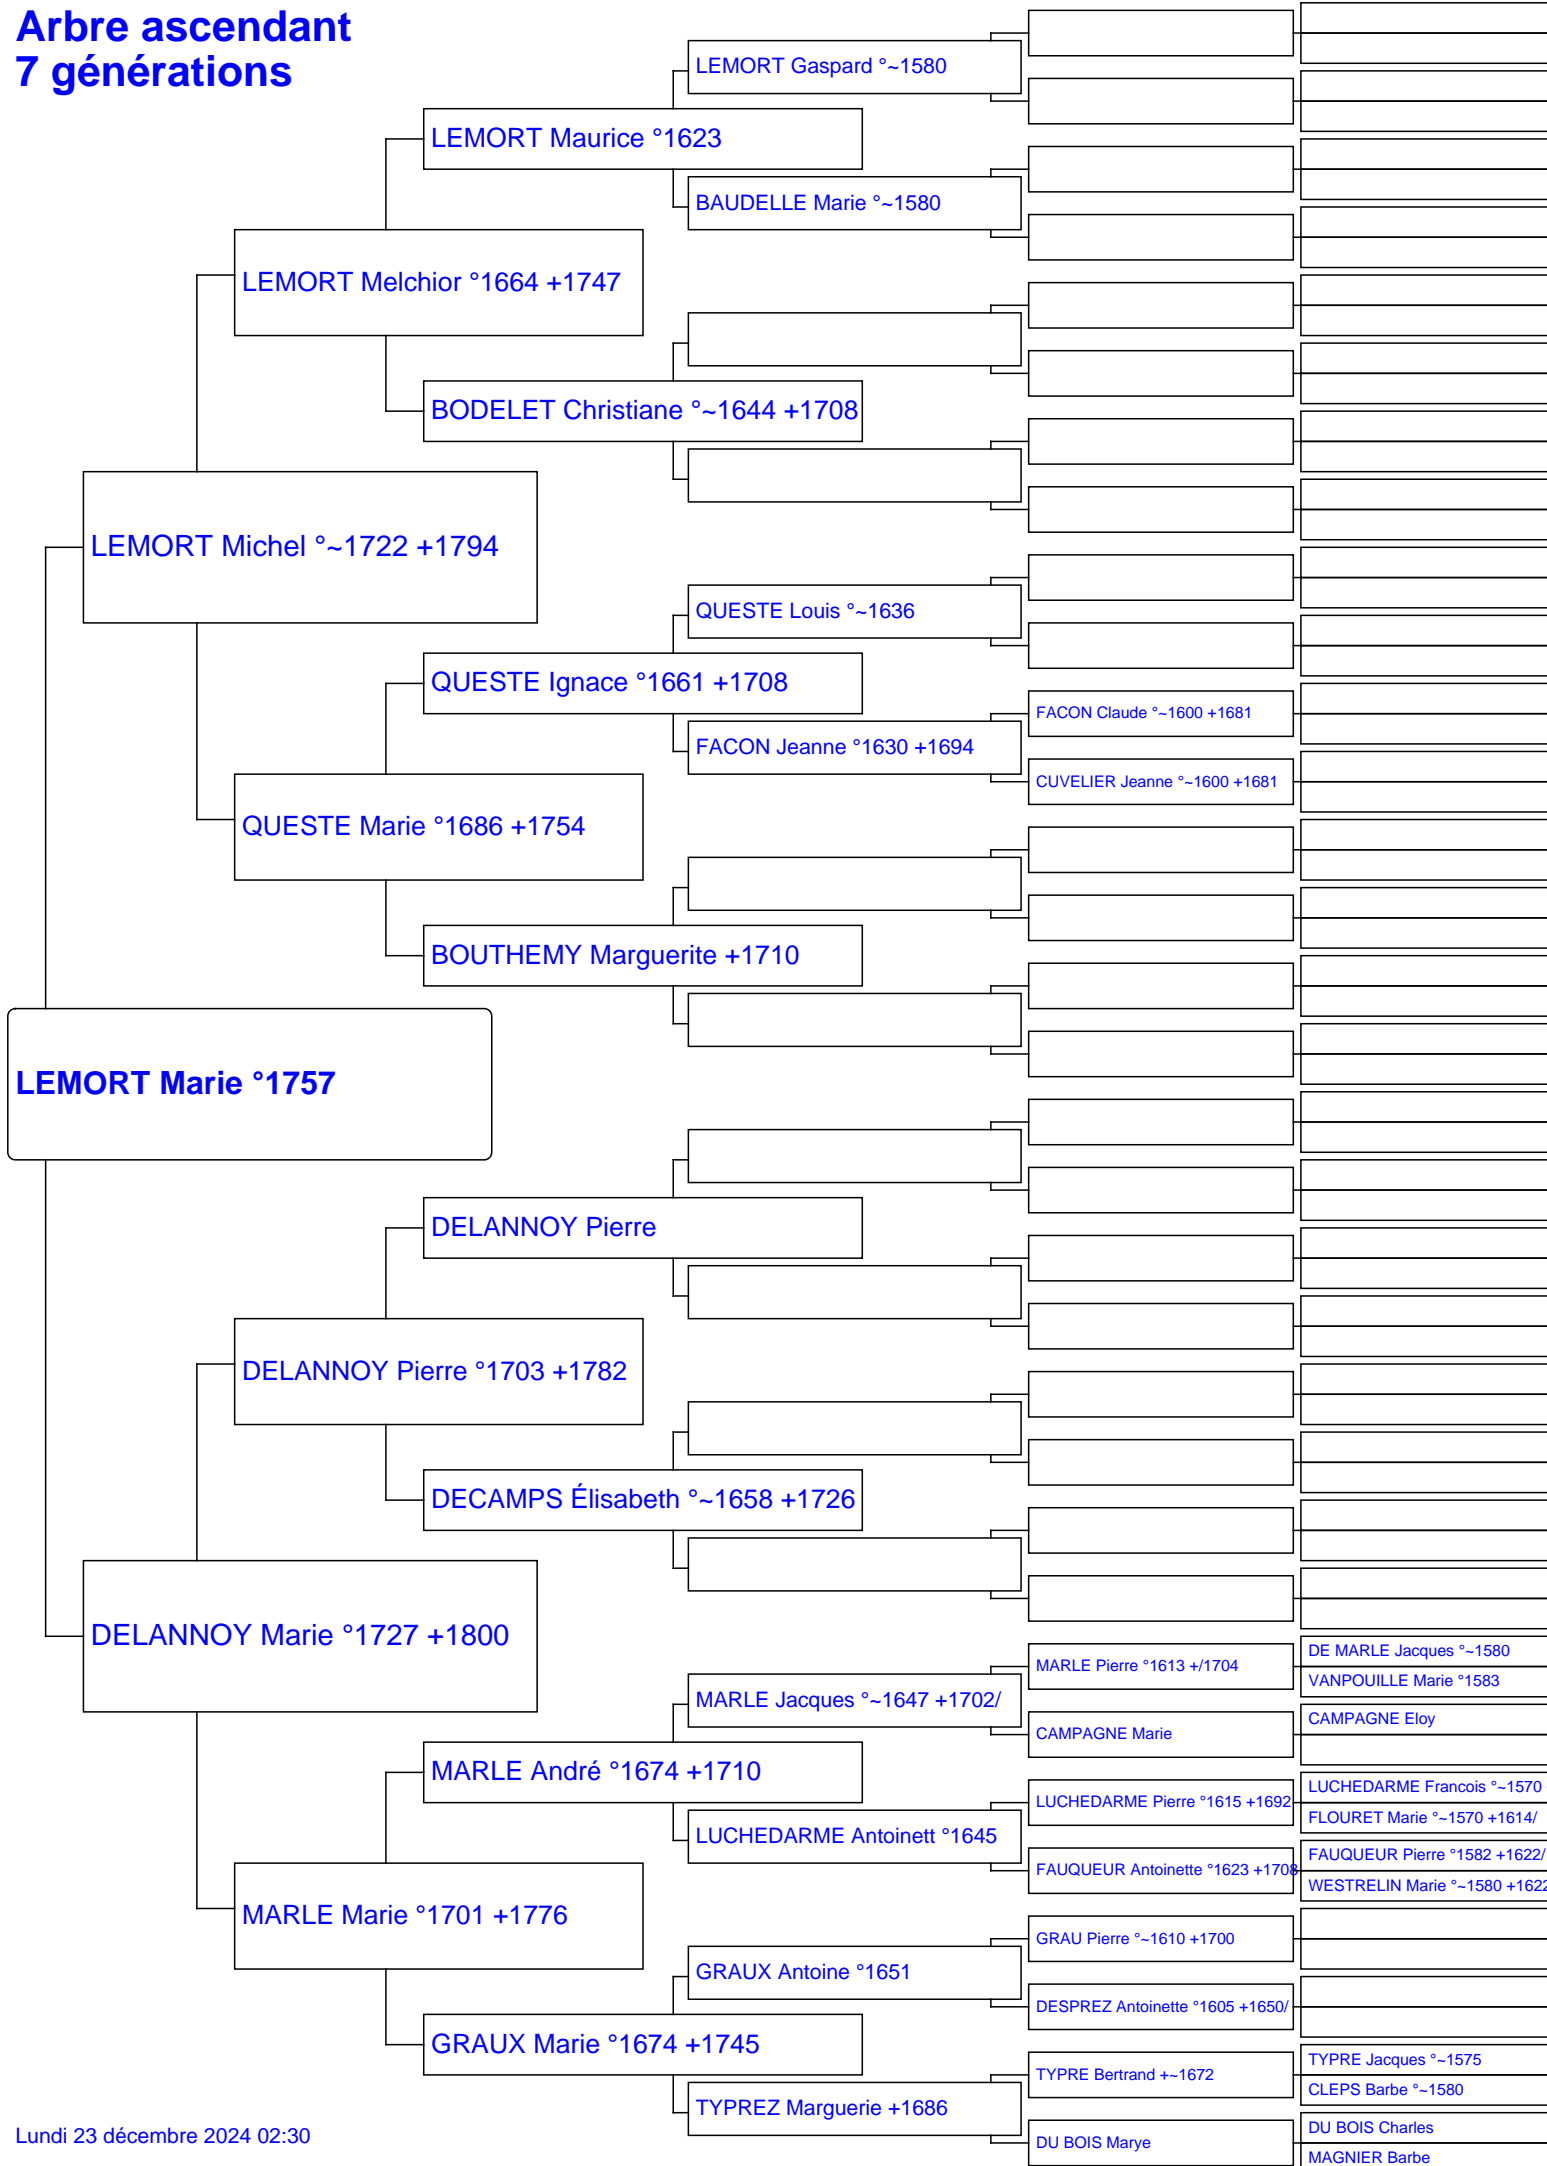 Arbre ascendant
7 générations
LEMORT Gaspard °~1580
LEMORT Maurice °1623
BAUDELLE Marie °~1580
LEMORT Melchior °1664 +1747
BODELET Christiane °~1644 +1708
LEMORT Michel °~1722 +1794
QUESTE Louis °~1636
QUESTE Ignace °1661 +1708
FACON Claude °~1600 +1681
FACON Jeanne °1630 +1694
CUVELIER Jeanne °~1600 +1681
QUESTE Marie °1686 +1754
BOUTHEMY Marguerite +1710
LEMORT Marie °1757
DELANNOY Pierre
DELANNOY Pierre °1703 +1782
DECAMPS Élisabeth °~1658 +1726
DELANNOY Marie °1727 +1800
DE MARLE Jacques °~1580
MARLE Pierre °1613 +/1704
VANPOUILLE Marie °1583
MARLE Jacques °~1647 +1702/
CAMPAGNE Eloy
CAMPAGNE Marie
MARLE André °1674 +1710
LUCHEDARME Francois °~1570
LUCHEDARME Pierre °1615 +1692
FLOURET Marie °~1570 +1614/
LUCHEDARME Antoinett °1645
FAUQUEUR Pierre °1582 +1622/
FAUQUEUR Antoinette °1623 +1708
WESTRELIN Marie °~1580 +1622
MARLE Marie °1701 +1776
GRAU Pierre °~1610 +1700
GRAUX Antoine °1651
DESPREZ Antoinette °1605 +1650/
GRAUX Marie °1674 +1745
TYPRE Jacques °~1575
TYPRE Bertrand +~1672
CLEPS Barbe °~1580
TYPREZ Marguerie +1686
DU BOIS Charles
DU BOIS Marye
MAGNIER Barbe
Lundi 23 décembre 2024 02:30